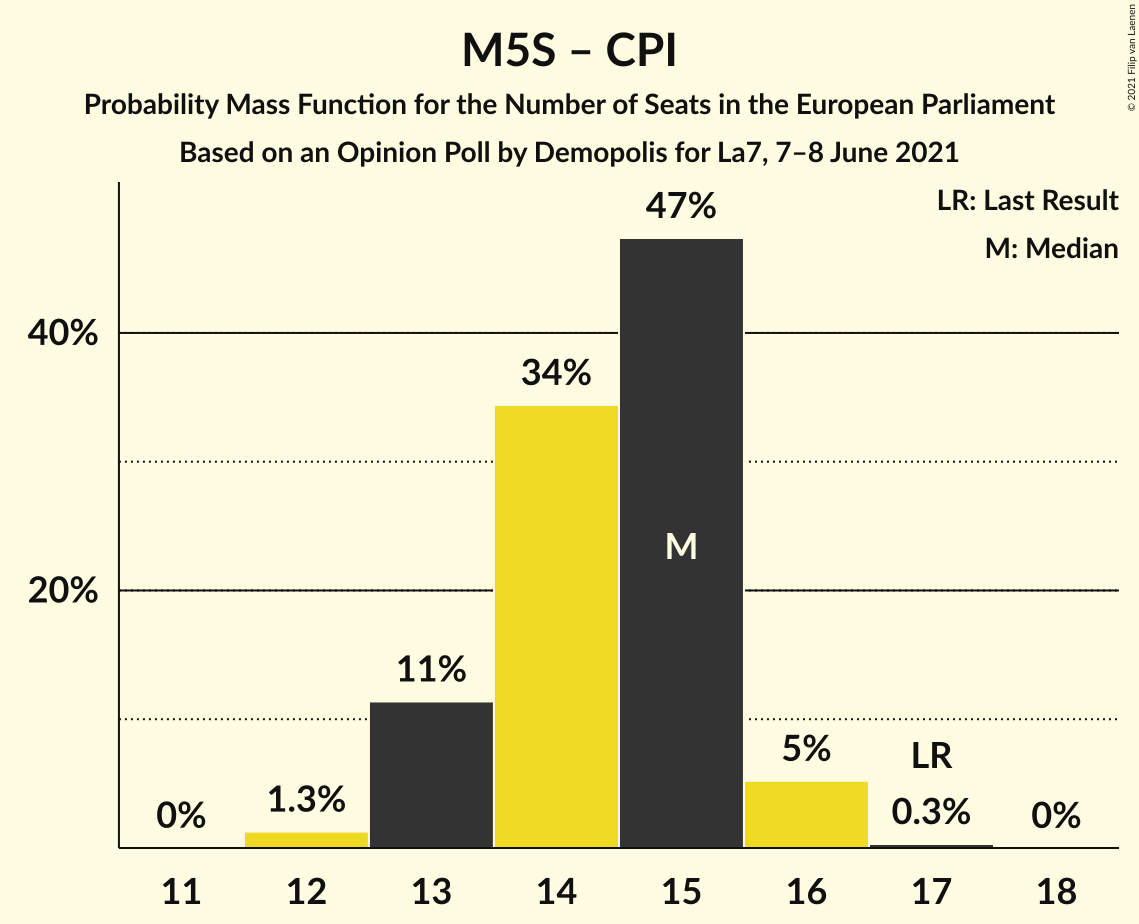 M5S – CPI
Probability Mass Function for the Number of Seats in the European Parliament
Based on an Opinion Poll by Demopolis for La7, 7–8 June 2021
© 2021 Filip van Laenen
LR: Last Result
M: Median
47%
40%
34%
M
20%
11%
5%
LR
1.3%
0.3%
0%
0%
11 12 13 14 15 16 17 18